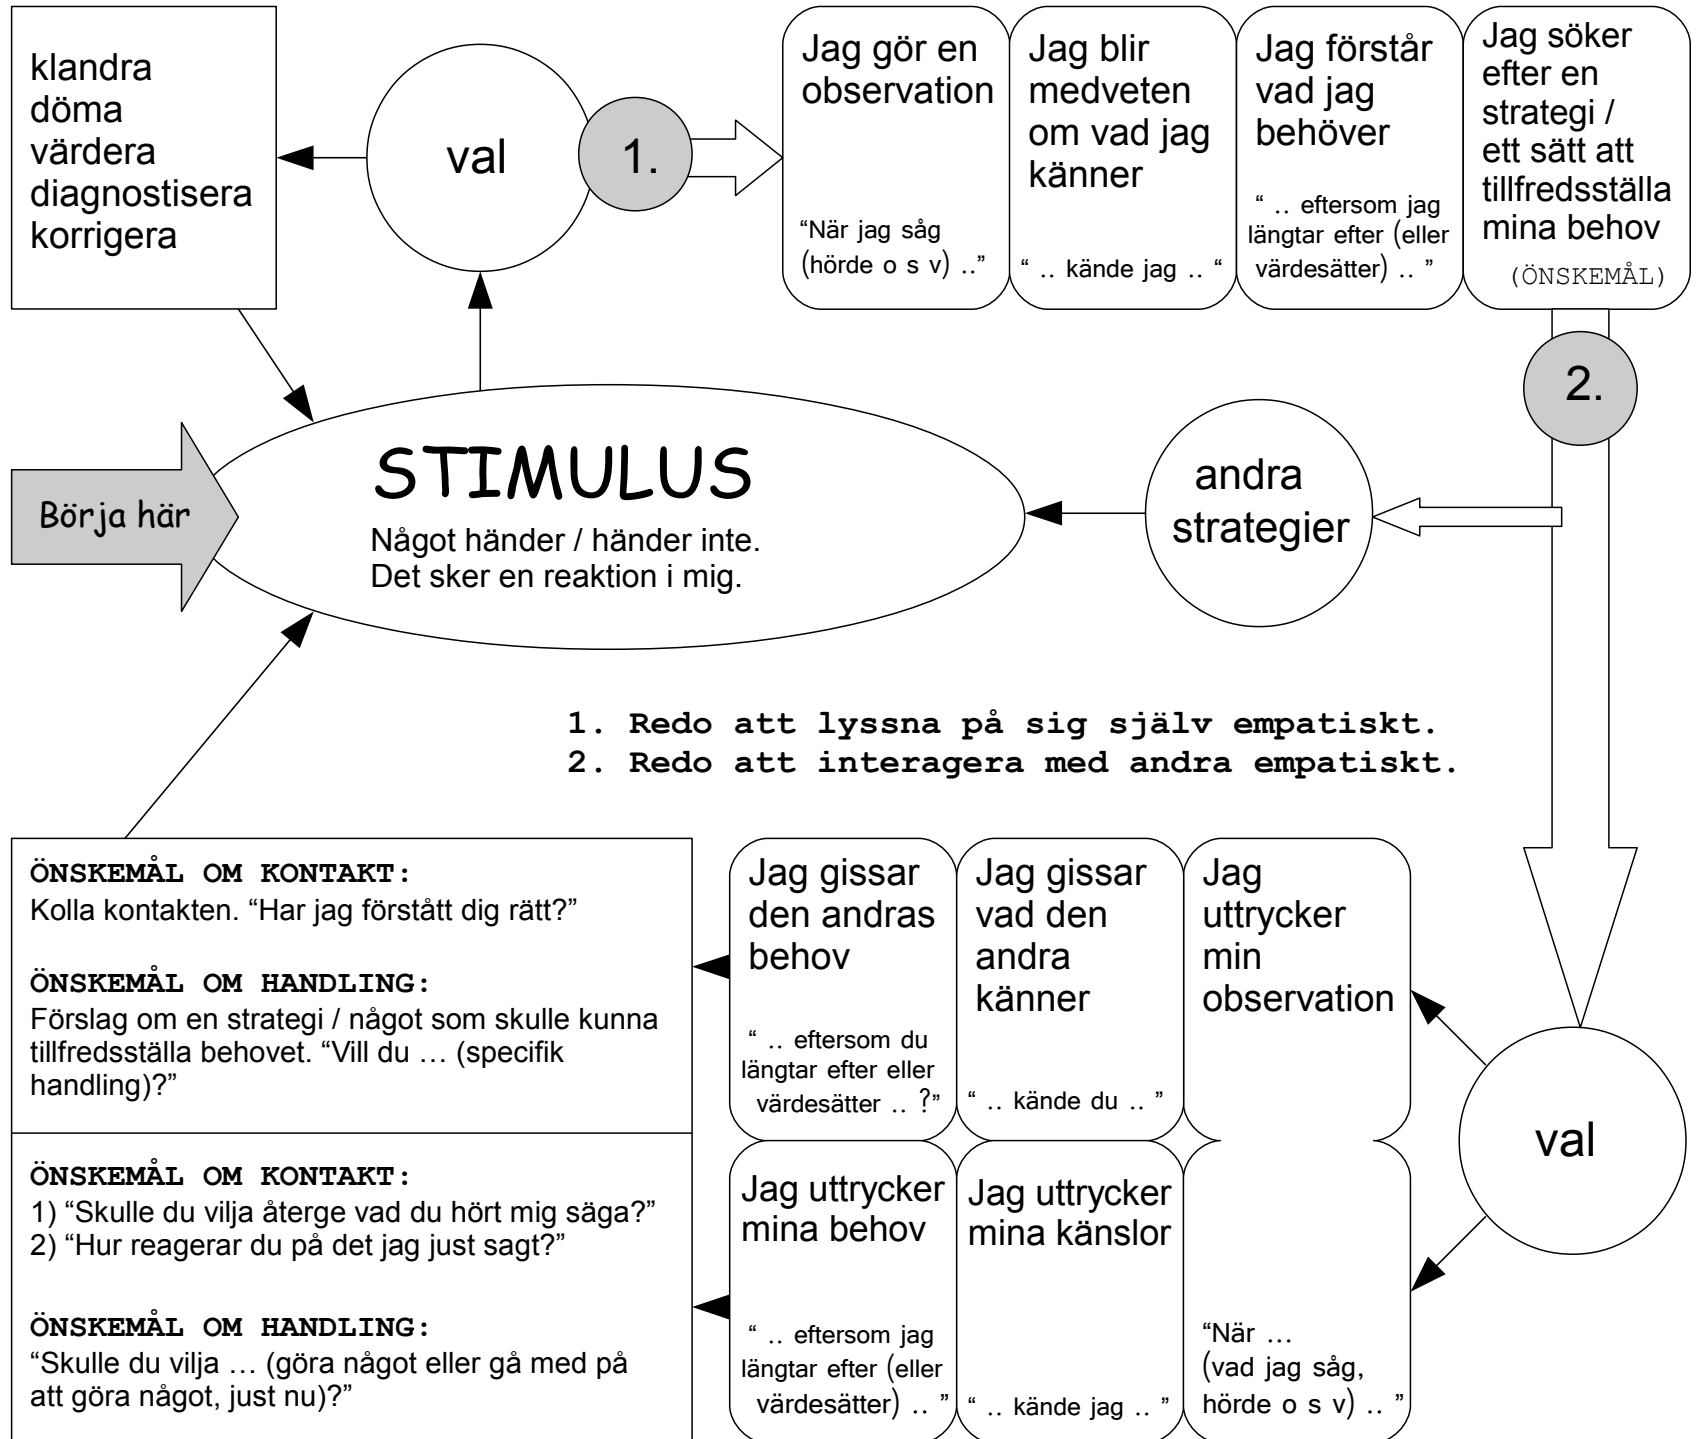 klandra
döma
värdera
diagnostisera
korrigera
val
1.
Jag gör en
observation
“När jag såg
(hörde o s v) ..”
Jag blir
medveten
om vad jag
känner
“ .. kände jag .. “
Jag förstår
vad jag
behöver
“ .. eftersom jag
längtar efter (eller
värdesätter) .. ”
Jag söker
efter en
strategi /
ett sätt att
tillfredsställa
mina behov
(ÖNSKEMÅL)
2.
Börja här
STIMULUS
Något händer / händer inte.
Det sker en reaktion i mig.
andra
strategier
1. Redo att lyssna på sig själv empatiskt.
2. Redo att interagera med andra empatiskt.
ÖNSKEMÅL OM KONTAKT:
Kolla kontakten. “Har jag förstått dig rätt?”
ÖNSKEMÅL OM HANDLING:
Förslag om en strategi / något som skulle kunna
tillfredsställa behovet. “Vill du … (specifik
handling)?”
Jag gissar
den andras
behov
“ .. eftersom du
längtar efter eller
värdesätter .. ?”
Jag gissar
vad den
andra
känner
“ .. kände du .. ”
Jag
uttrycker
min
observation
val
ÖNSKEMÅL OM KONTAKT:
1) “Skulle du vilja återge vad du hört mig säga?”
2) “Hur reagerar du på det jag just sagt?”
ÖNSKEMÅL OM HANDLING:
“Skulle du vilja … (göra något eller gå med på
att göra något, just nu)?”
Jag uttrycker
mina behov
“ .. eftersom jag
längtar efter (eller
värdesätter) .. ”
Jag uttrycker
mina känslor
“ .. kände jag .. ”
“När …
(vad jag såg,
hörde o s v) .. ”